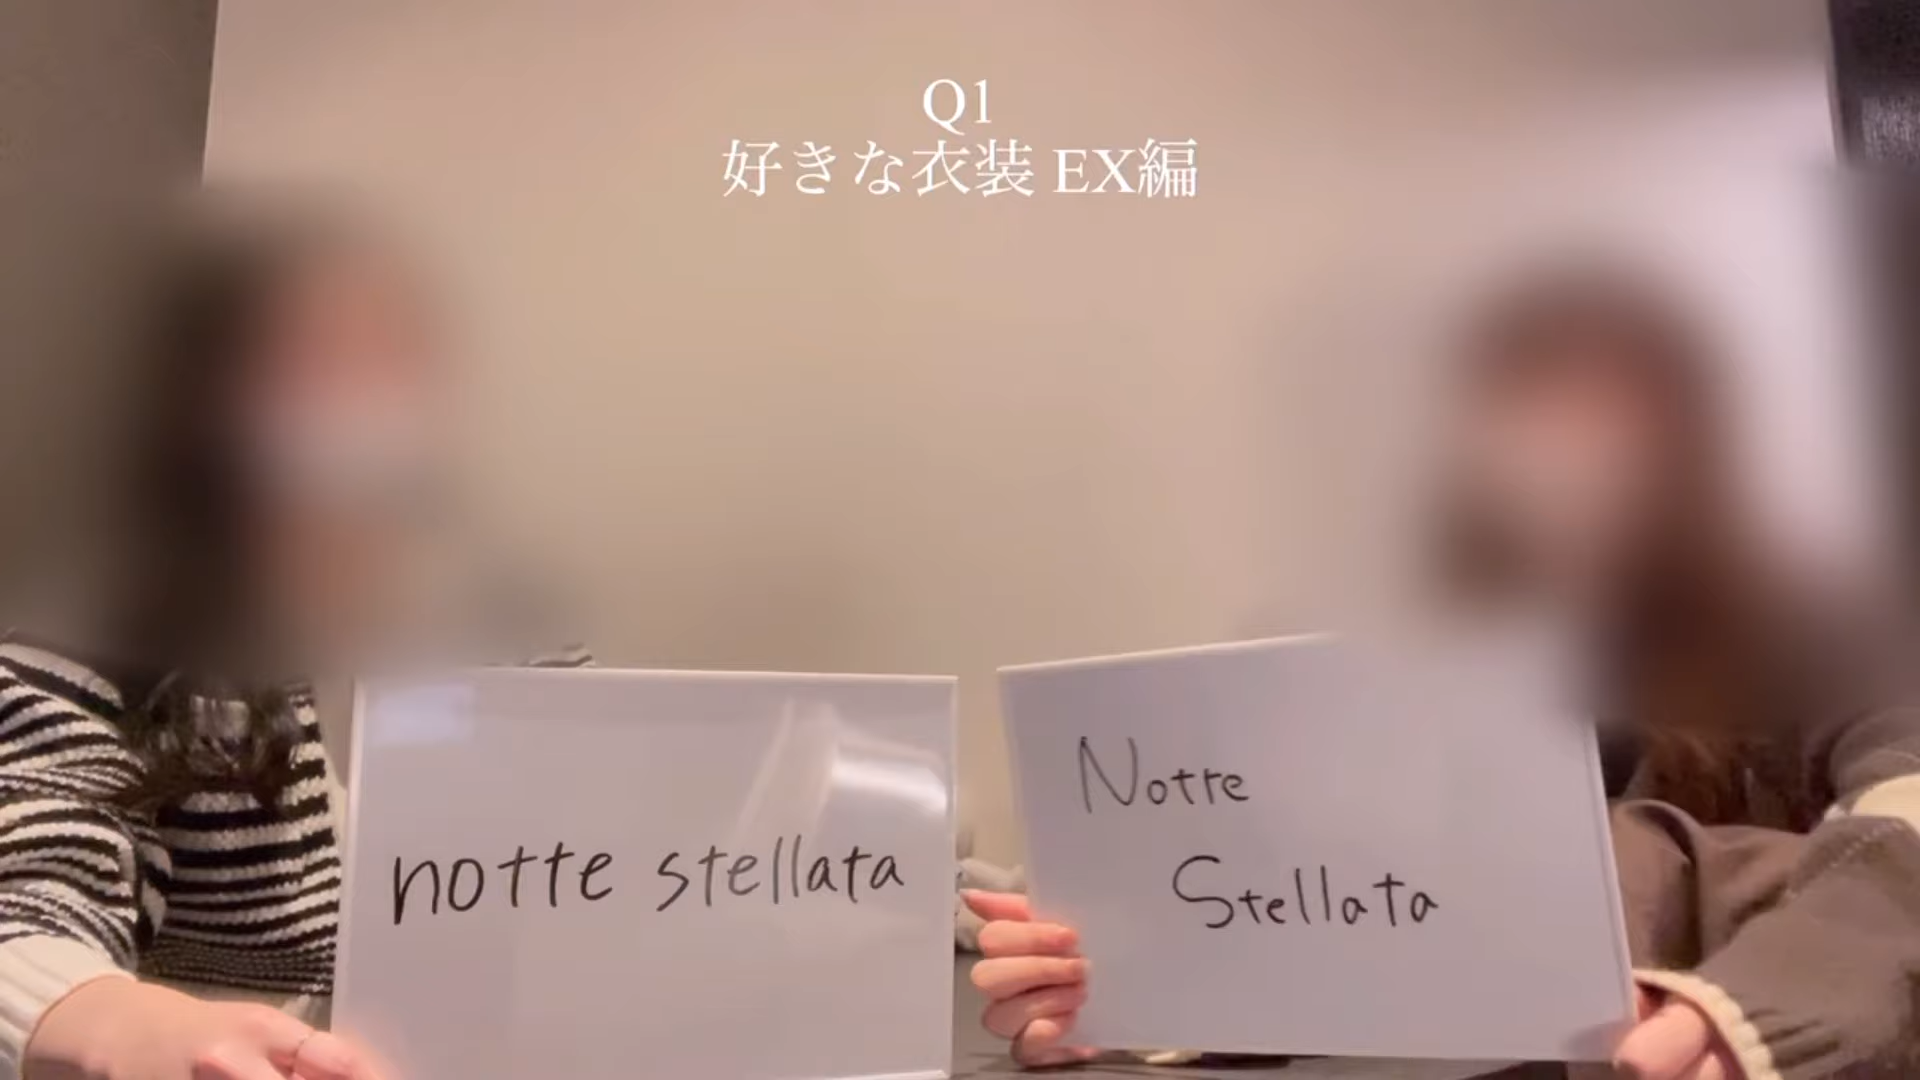 Q1
好きな衣装 EX編
notte stellata
Notte
Stellata